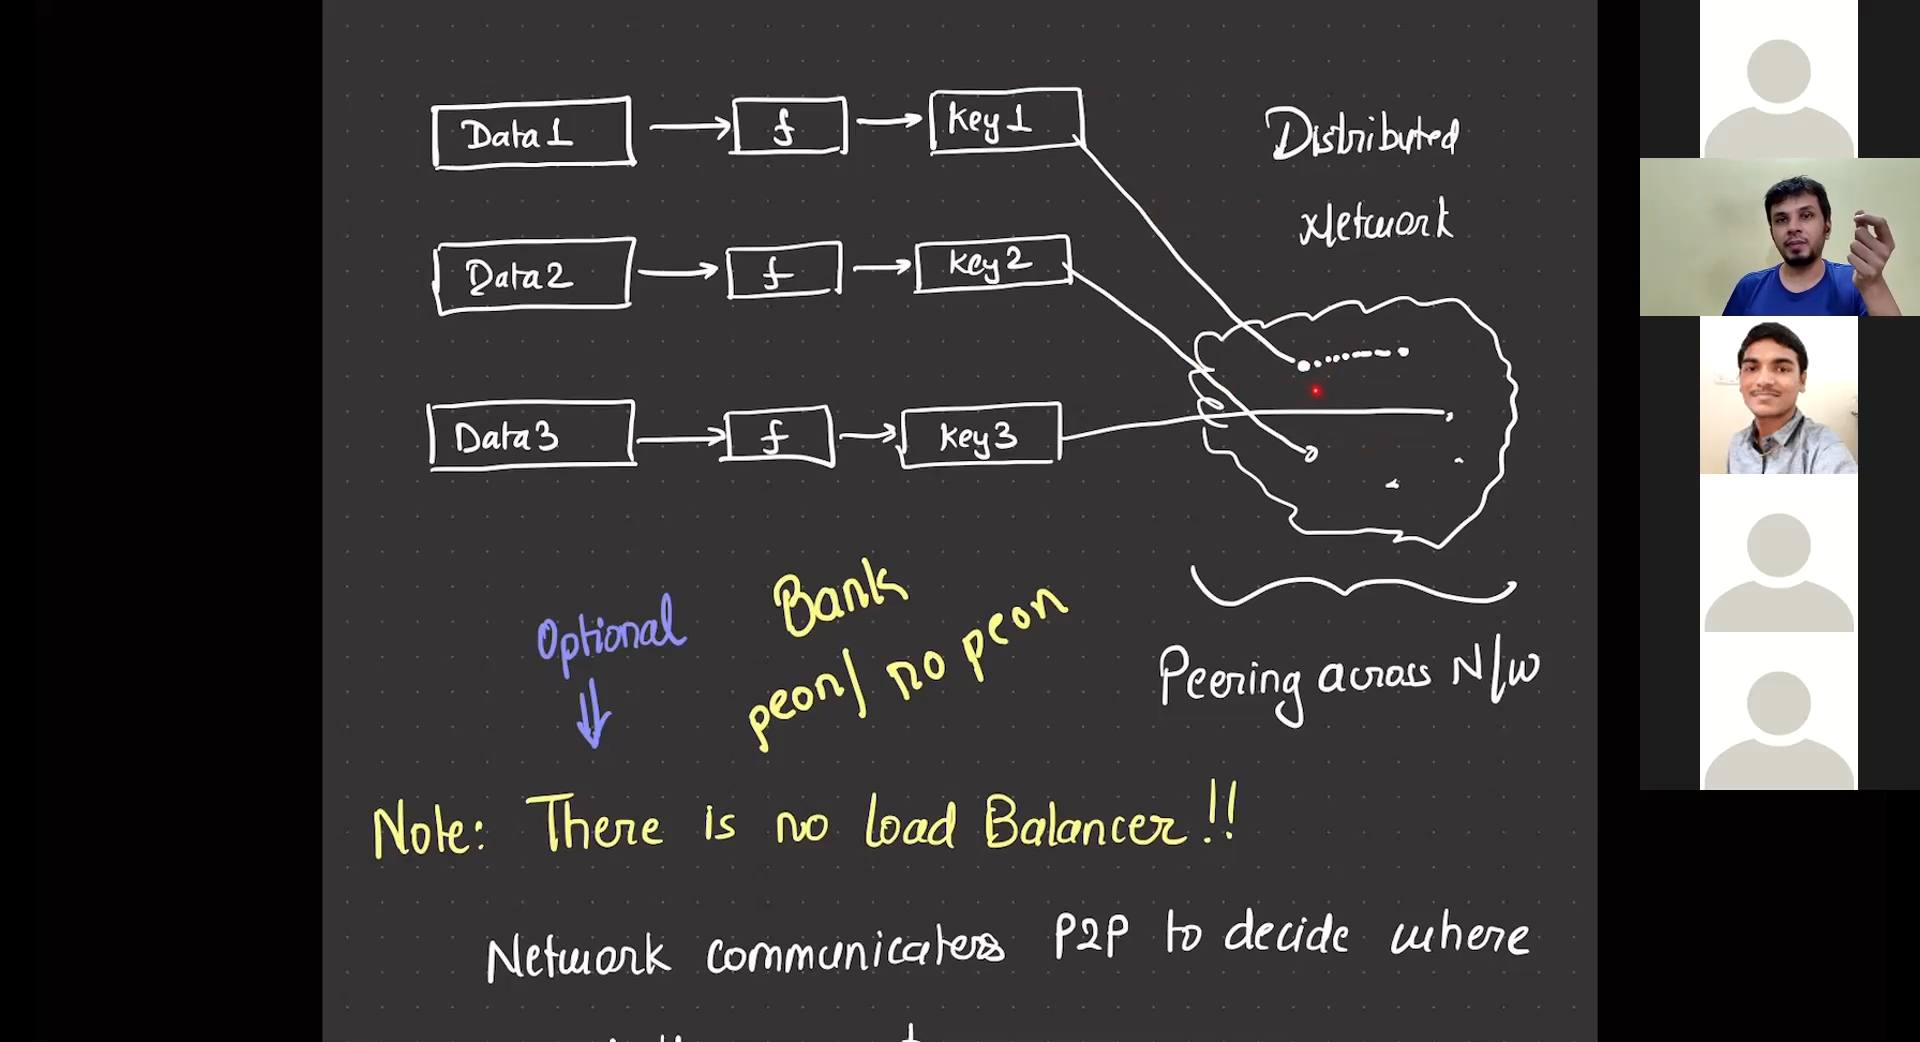 Data1 f Key1
Distributed
Network
Data2 f Key2
Data3 f Key3
Optional
Bank
peon/ no peon
Peering across N/W
Note: There is no Load Balancer!!
Network communicates P2P to decide where